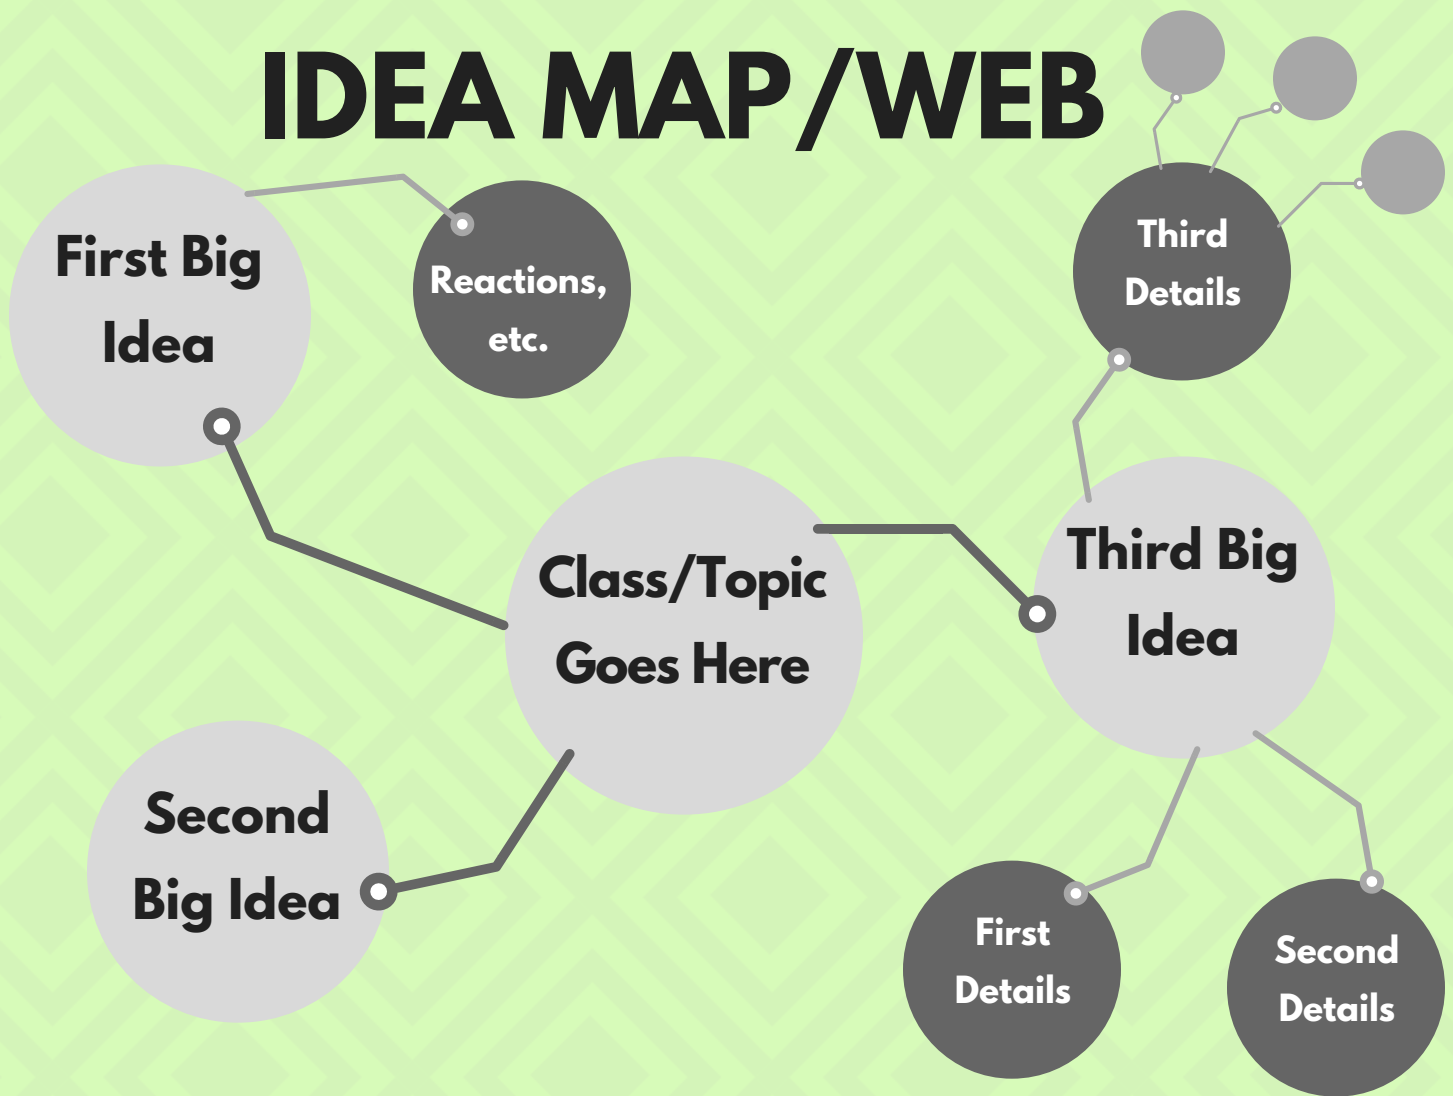 IDEA MAP/WEB
First Big
Idea
Reactions,
etc.
Third
Details
Class/Topic
Goes Here
Third Big
Idea
Second
Big Idea
First
Details
Second
Details